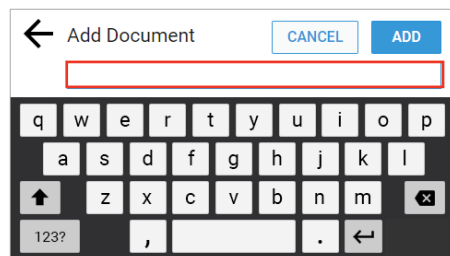 Add Document CANCEL ADD
q w e r t y u i o p
a s d f g h j k l
z x c v b n m
123? , .